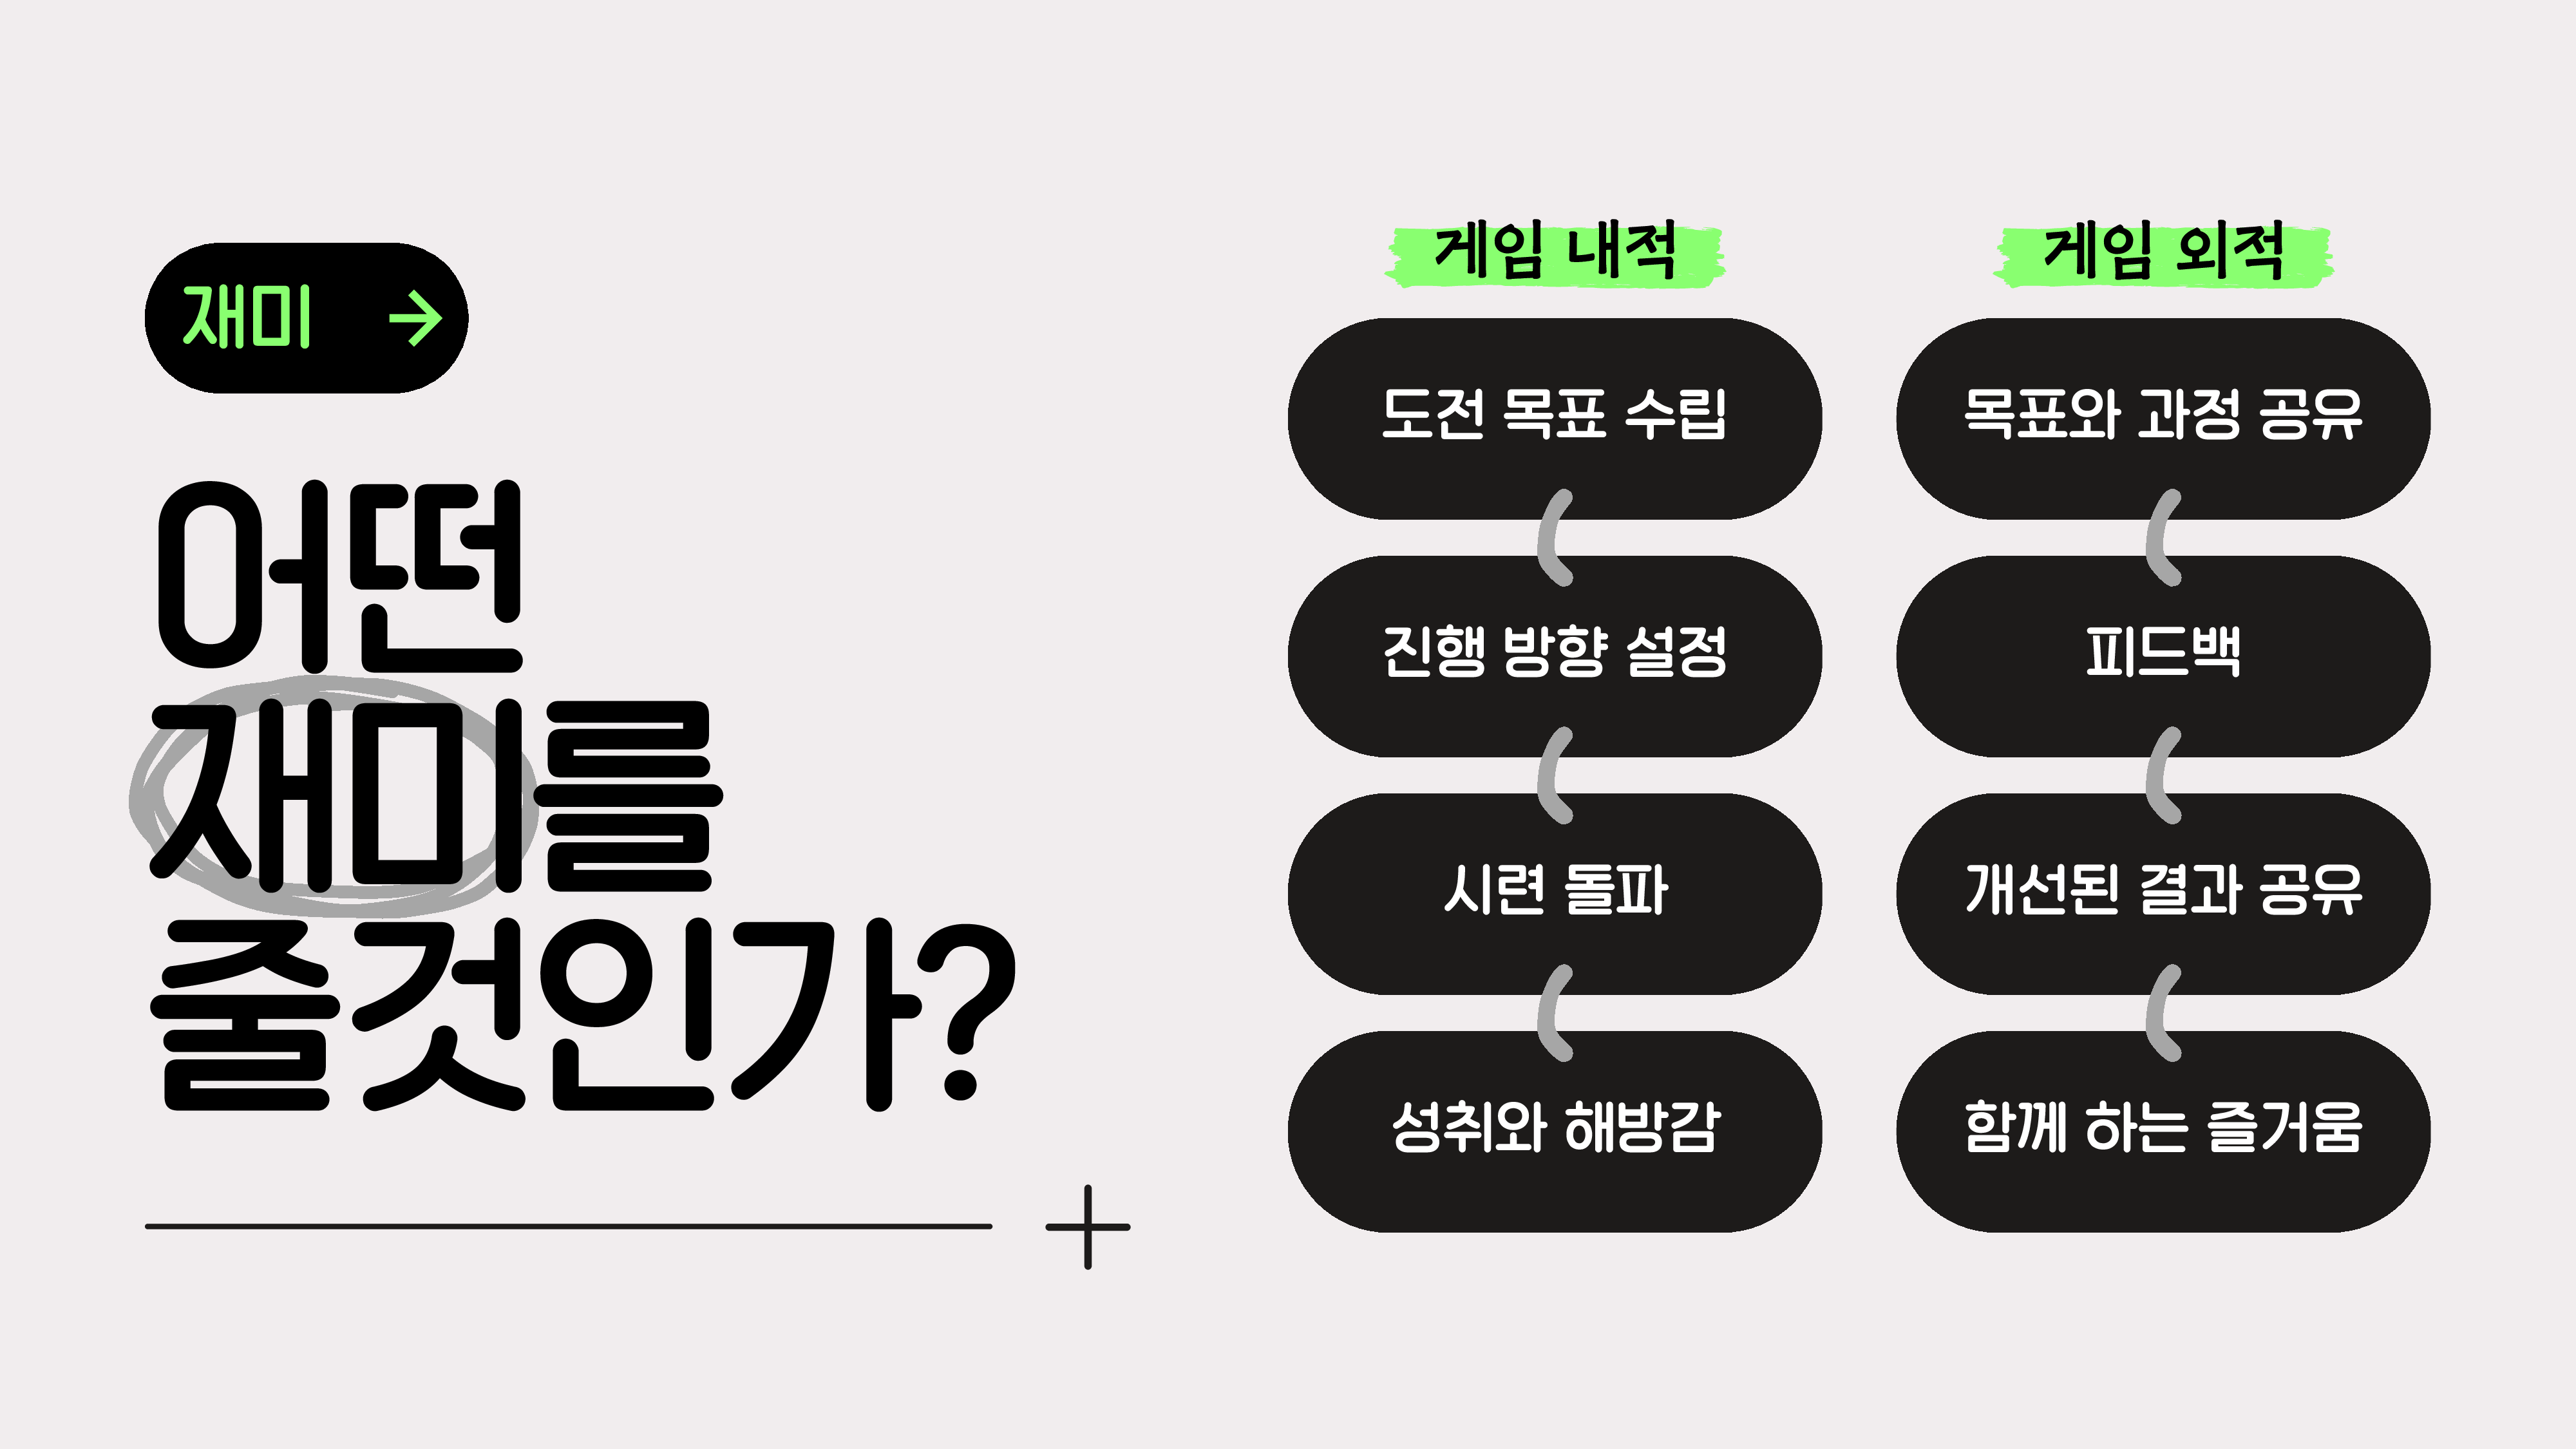 재미
어떤
재미를
줄것인가?
게임 내적
도전 목표 수립
진행 방향 설정
시련 돌파
성취와 해방감
게임 외적
목표와 과정 공유
피드백
개선된 결과 공유
함께 하는 즐거움